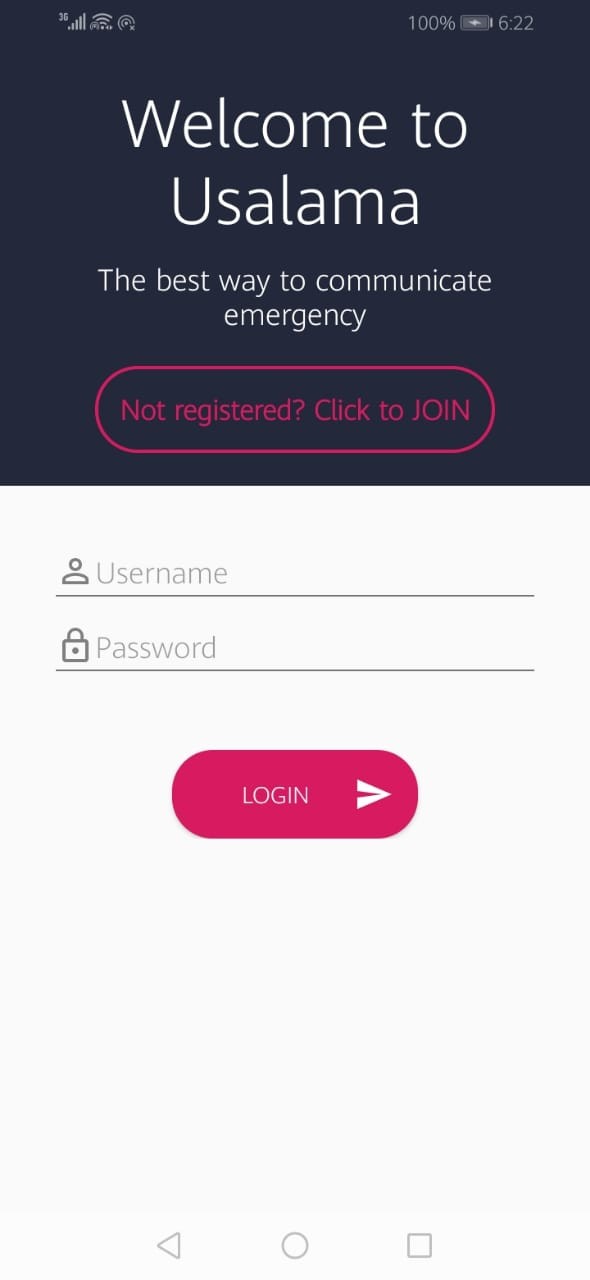 3G 100% 6:22
Welcome to
Usalama
The best way to communicate
emergency
Not registered? Click to JOIN
Username
Password
LOGIN